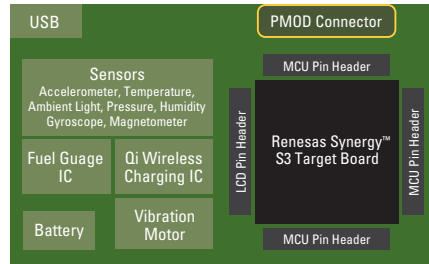 USB
PMOD Connector
Sensors
Accelerometer, Temperature,
Ambient Light, Pressure, Humidity
Gyroscope, Magnetometer
Fuel Guage
IC
Qi Wireless
Charging IC
Battery
Vibration
Motor
MCU Pin Header
LCD Pin Header
Renesas Synergy™
S3 Target Board
MCU Pin Header
MCU Pin Header